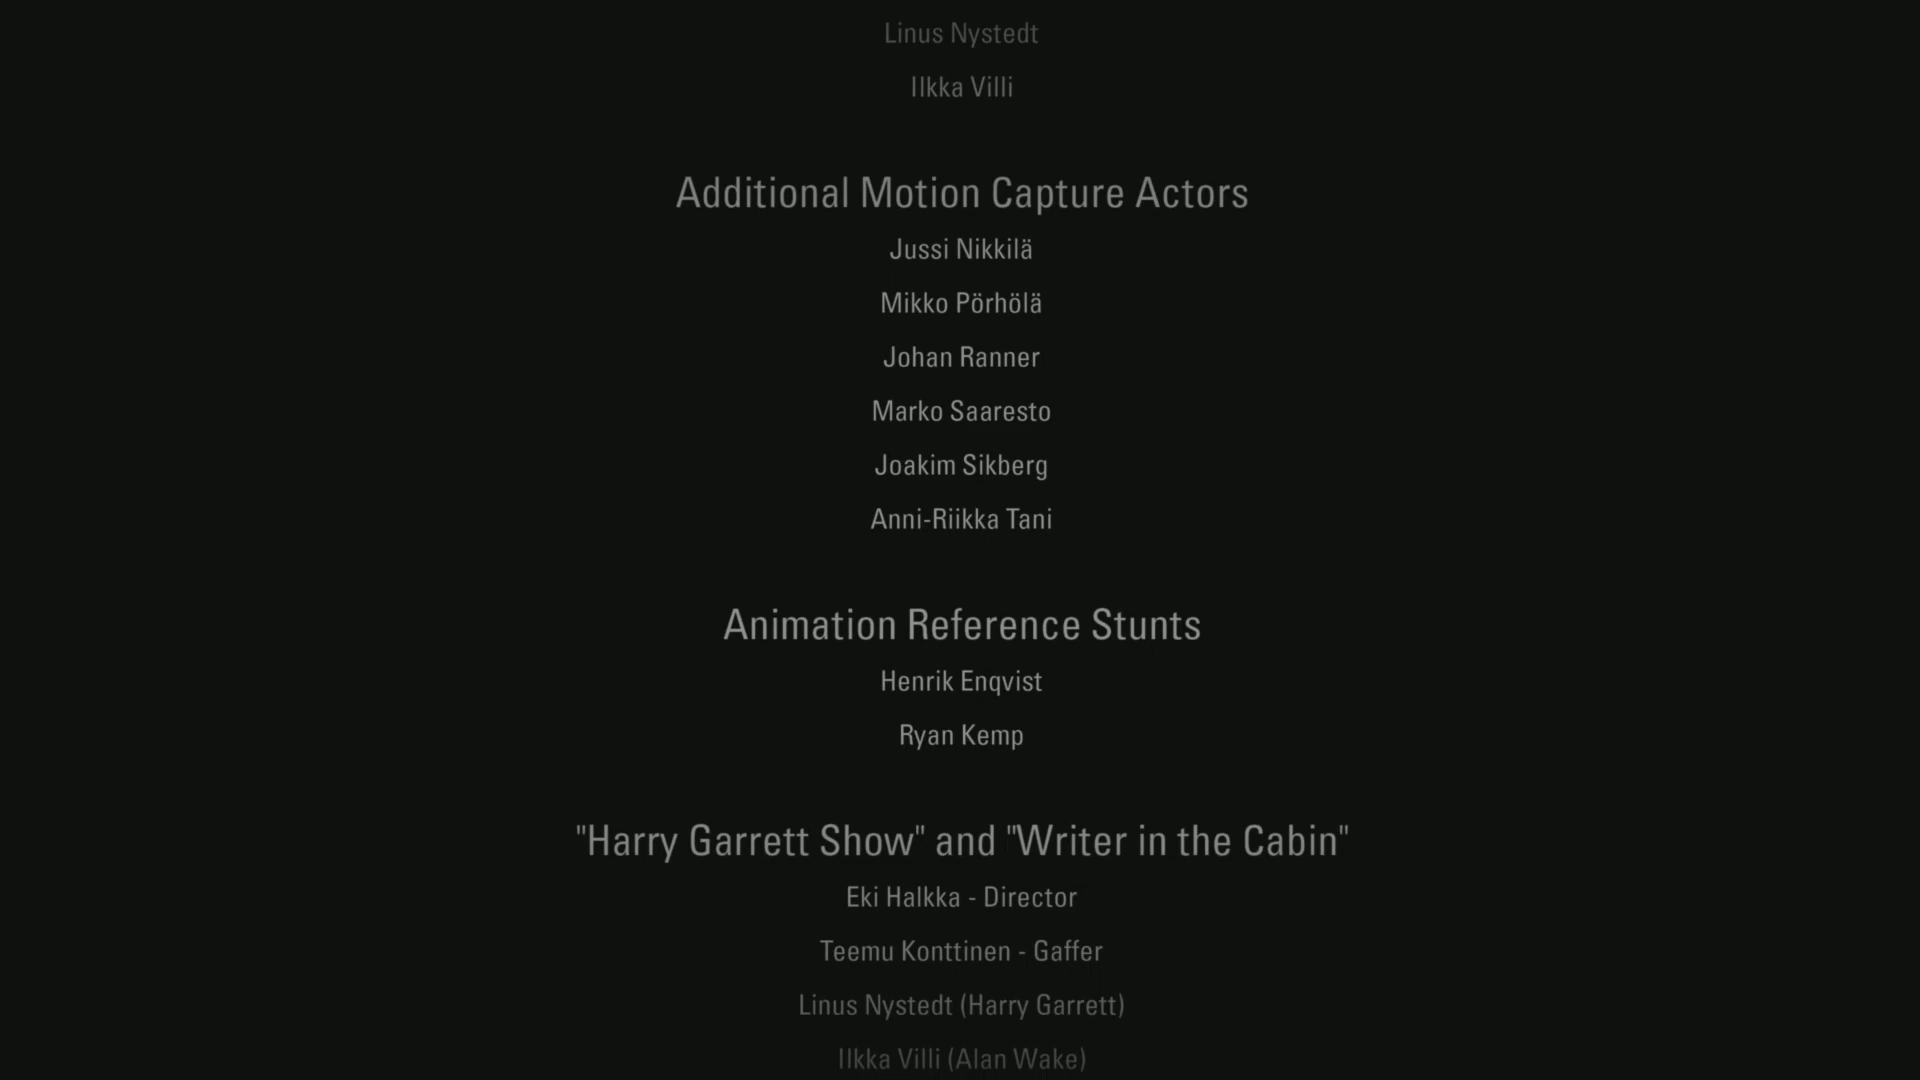 Linus Nystedt
Ilkka Villi
Additional Motion Capture Actors
Jussi Nikkilä
Mikko Pörhölä
Johan Ranner
Marko Saaresto
Joakim Sikberg
Anni-Riikka Tani
Animation Reference Stunts
Henrik Enqvist
Ryan Kemp
"Harry Garrett Show" and "Writer in the Cabin"
Eki Halkka - Director
Teemu Konttinen - Gaffer
Linus Nystedt (Harry Garrett)
Ilkka Villi (Alan Wake)